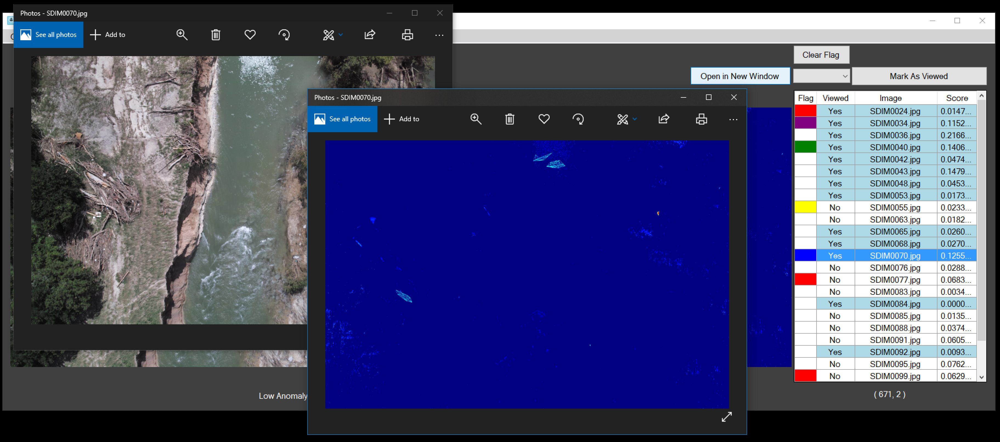 Photos - SDIM0070.jpg
See all photos
Add to
Clear Flag
Open in New Window
Mark As Viewed
Photos - SDIM0070.jpg
See all photos
Add to
Flag Viewed Image Score
Yes SDIM0024.jpg 0.0147...
Yes SDIM0034.jpg 0.1152...
Yes SDIM0036.jpg 0.2166...
Yes SDIM0040.jpg 0.1406...
Yes SDIM0042.jpg 0.0474...
Yes SDIM0043.jpg 0.1479...
Yes SDIM0048.jpg 0.0453...
Yes SDIM0053.jpg 0.0173...
No SDIM0055.jpg 0.0233...
No SDIM0063.jpg 0.0182...
Yes SDIM0065.jpg 0.0260...
Yes SDIM0068.jpg 0.0270...
Yes SDIM0070.jpg 0.1255...
No SDIM0076.jpg 0.0288...
No SDIM0077.jpg 0.0683...
No SDIM0083.jpg 0.0034...
Yes SDIM0084.jpg 0.0000...
No SDIM0085.jpg 0.0135...
No SDIM0088.jpg 0.0374...
No SDIM0091.jpg 0.0605...
Yes SDIM0092.jpg 0.0093...
No SDIM0095.jpg 0.0762...
No SDIM0099.jpg 0.0629...
Low Anomaly
( 671, 2 )